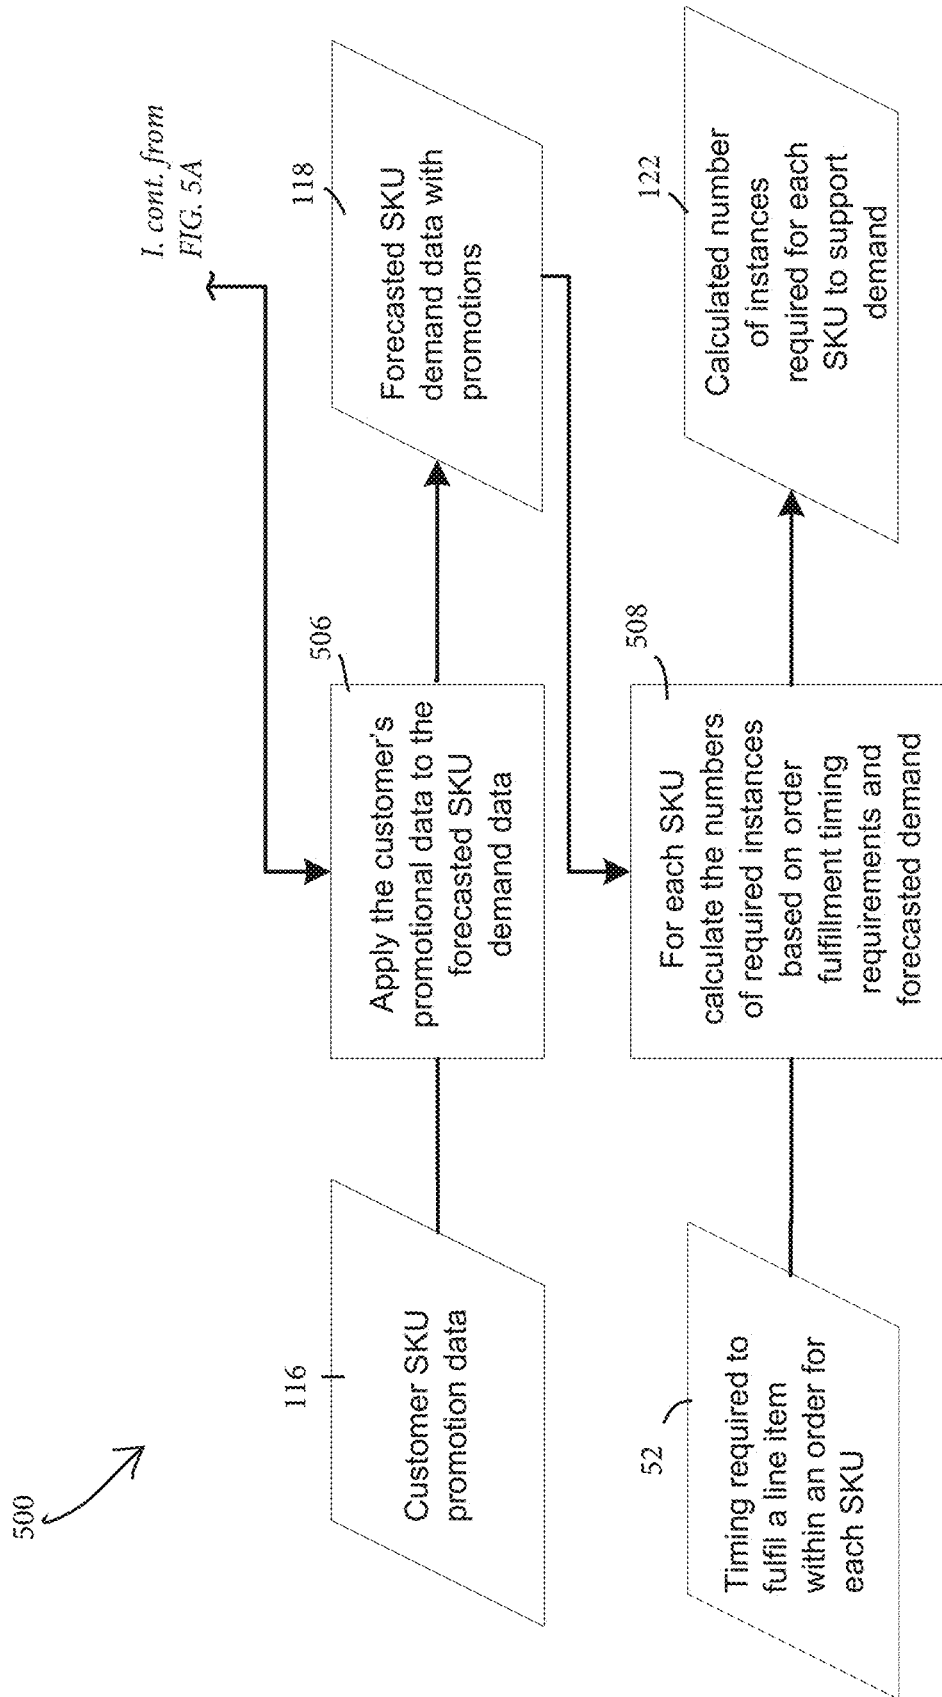 500
I. cont. from
FIG. 5A
116
Customer SKU
promotion data
506
Apply the customer's
promotional data to the
forecasted SKU
demand data
118
Forecasted SKU
demand data with
promotions
52
Timing required to
fulfil a line item
within an order for
each SKU
508
For each SKU
calculate the numbers
of required instances
based on order
fulfillment timing
requirements and
forecasted demand
122
Calculated number
of instances
required for each
SKU to support
demand